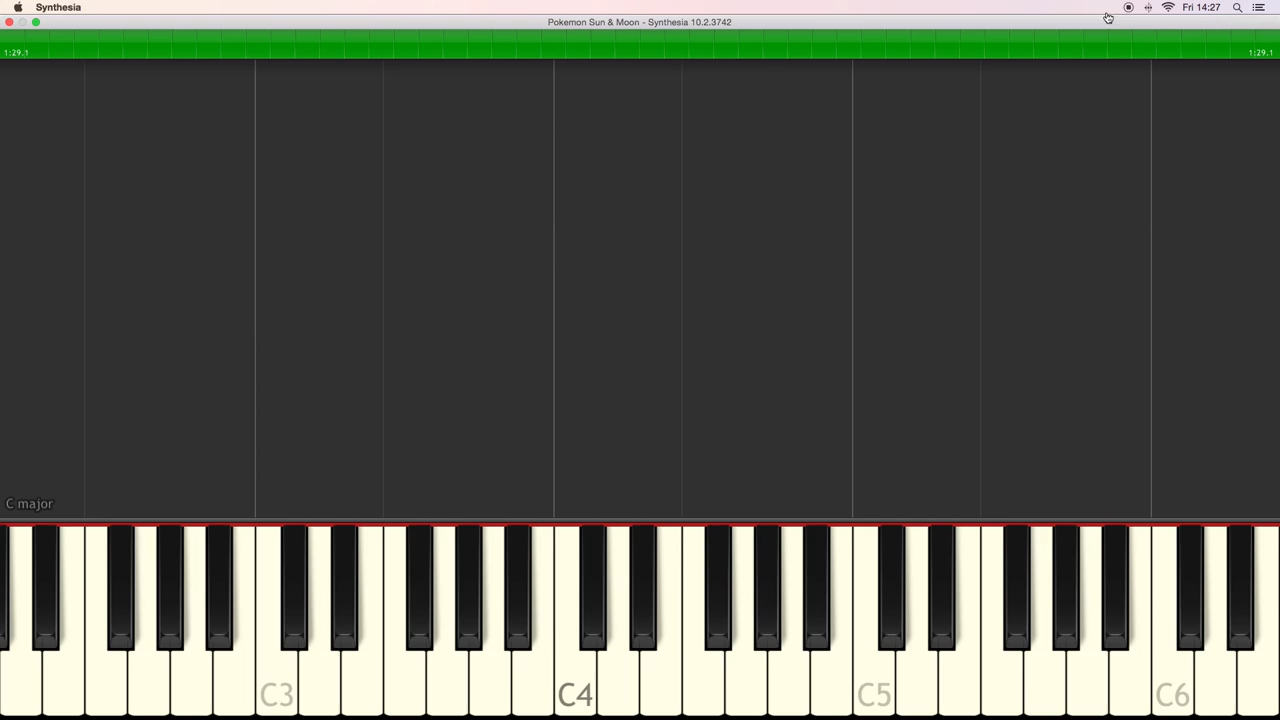 Synthesia Fri 14:27
Pokemon Sun & Moon - Synthesia 10.2.3742
1:29.1 1:29.1
C major
C3 C4 C5 C6